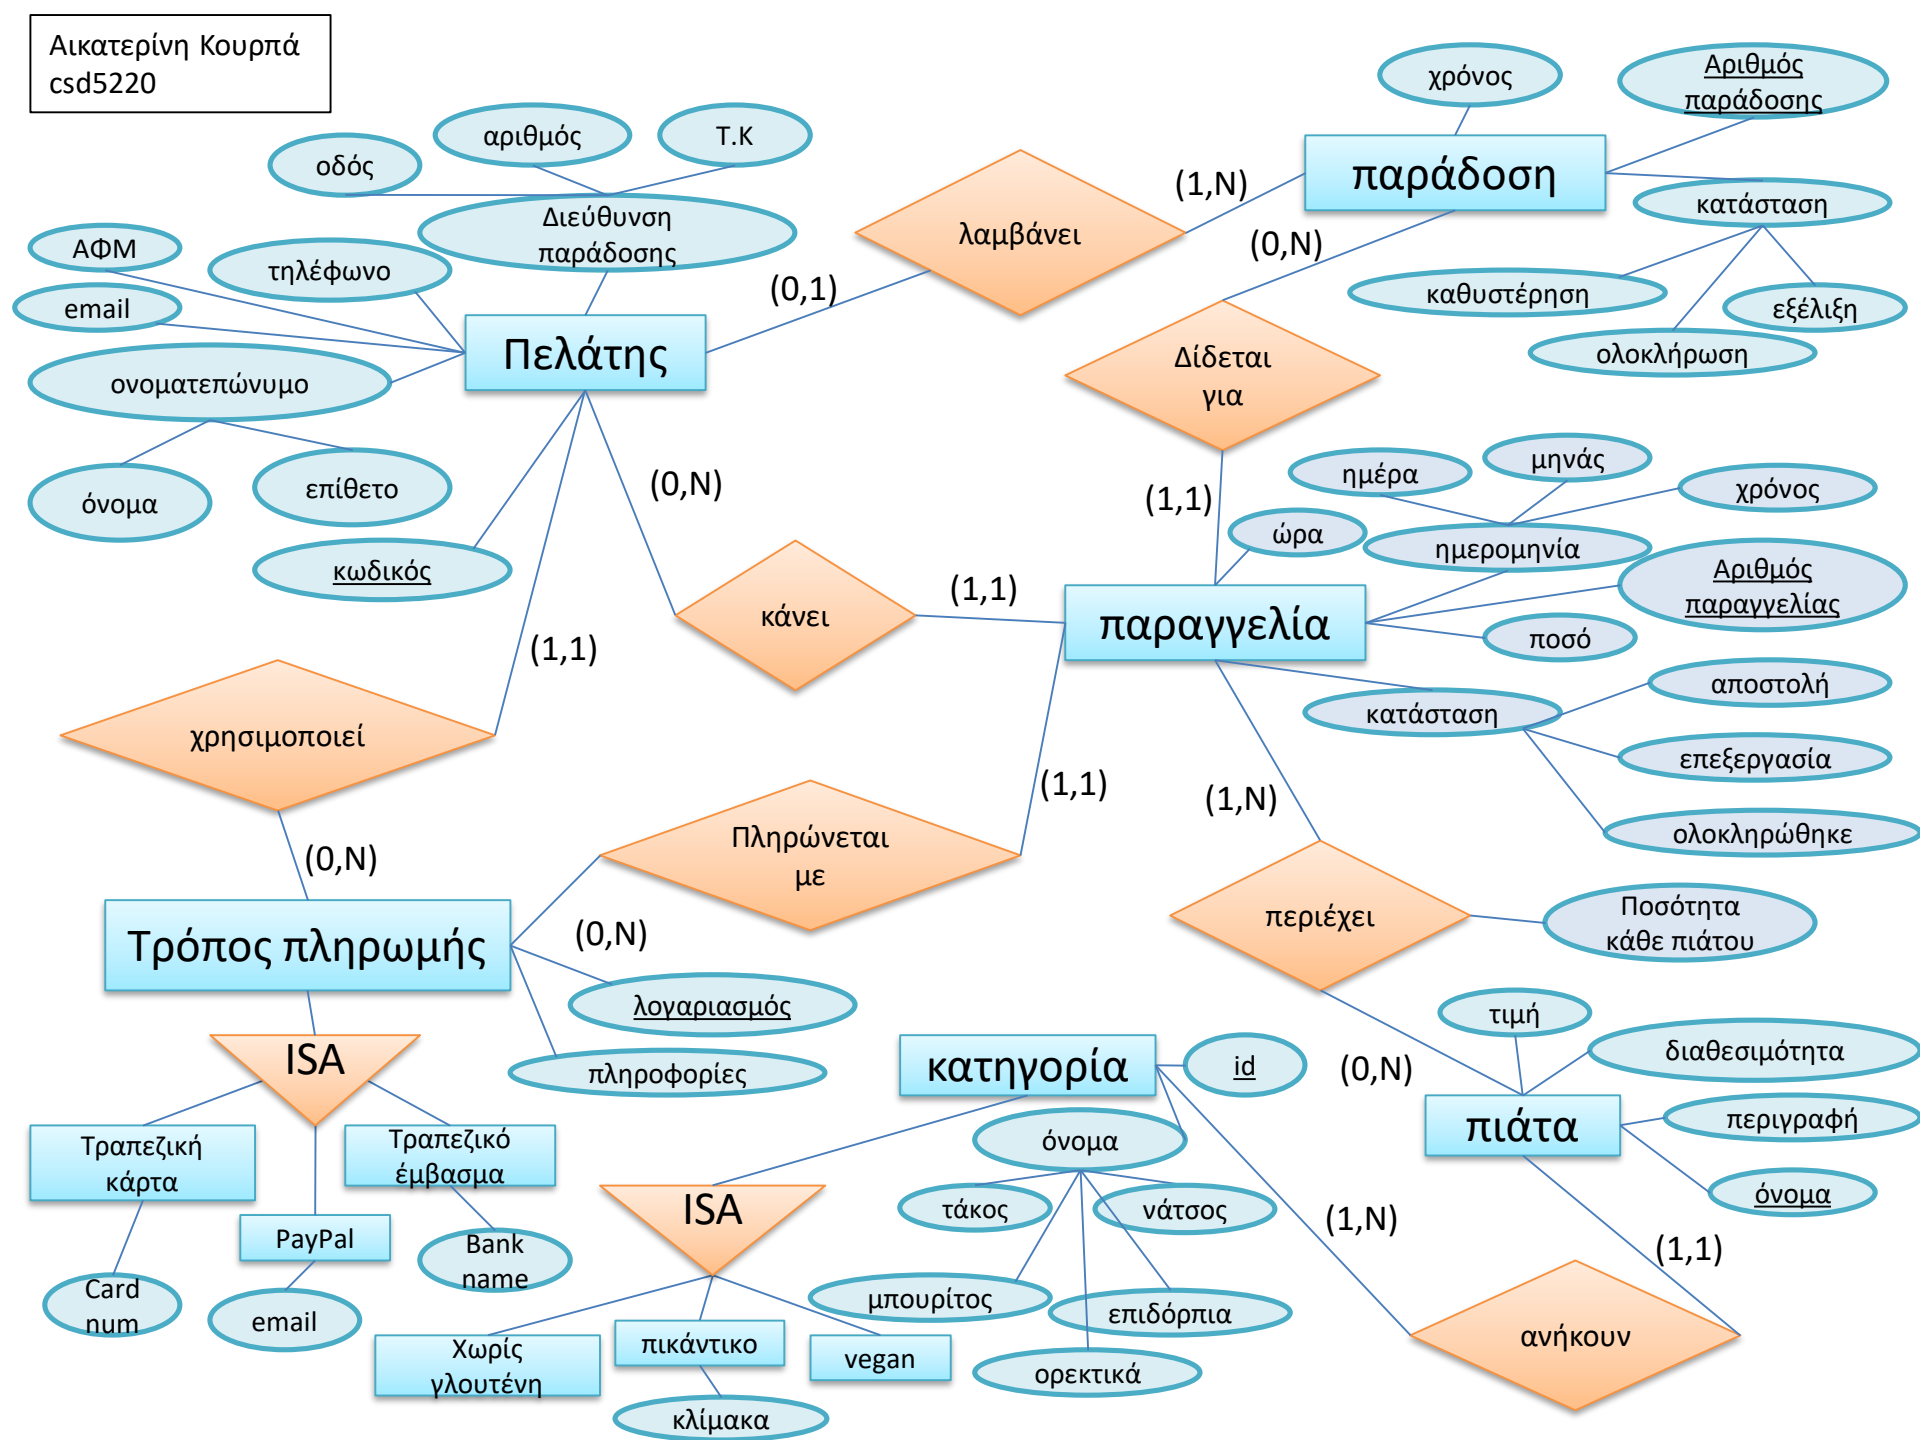 Αικατερίνη Κουρπά
csd5220
χρόνος
Αριθμός
παράδοσης
οδός
αριθμός
Τ.Κ
Διεύθυνση
παράδοσης
λαμβάνει
(1,N)
παράδοση
κατάσταση
(0,N)
ΑΦΜ
τηλέφωνο
email
(0,1)
καθυστέρηση
εξέλιξη
ολοκλήρωση
Πελάτης
Δίδεται
για
ονοματεπώνυμο
όνομα
επίθετο
(0,N)
κωδικός
ημέρα
μηνάς
χρόνος
(1,1)
ώρα
ημερομηνία
Αριθμός
παραγγελίας
κάνει
(1,1)
παραγγελία
ποσό
(1,1)
αποστολή
κατάσταση
επεξεργασία
ολοκληρώθηκε
χρησιμοποιεί
(1,1)
(1,N)
Πληρώνεται
με
(0,N)
Τρόπος πληρωμής
(0,N)
περιέχει
Ποσότητα
κάθε πιάτου
λογαριασμός
πληροφορίες
ISA
κατηγορία
id
τιμή
διαθεσιμότητα
(0,N)
πιάτα
περιγραφή
όνομα
Τραπεζική
κάρτα
Τραπεζικό
έμβασμα
PayPal
Card
num
email
Bank
name
ISA
όνομα
τάκος
νάτσος
μπουρίτος
επιδόρπια
ορεκτικά
(1,N)
(1,1)
ανήκουν
Χωρίς
γλουτένη
πικάντικο
vegan
κλίμακα